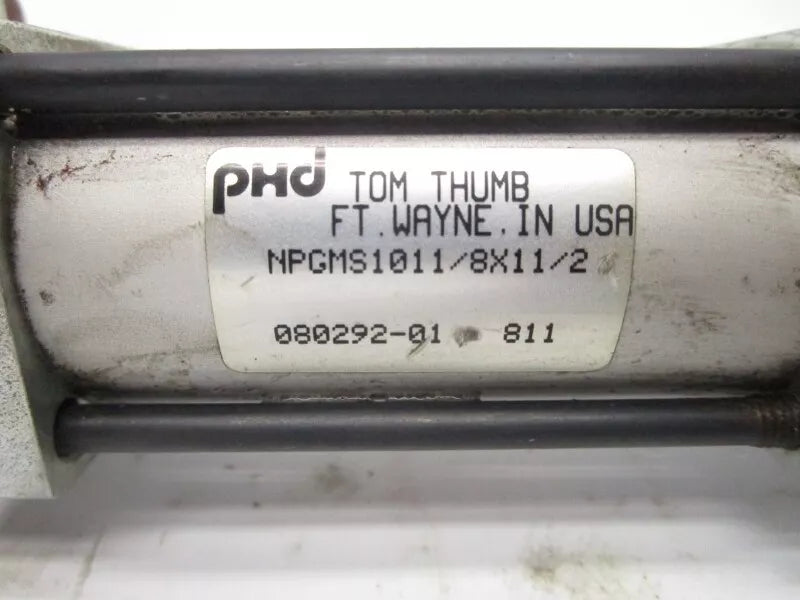 PHD TOM THUMB
FT.WAYNE.IN USA
NPGMS1011/8X11/2
080292-01 811